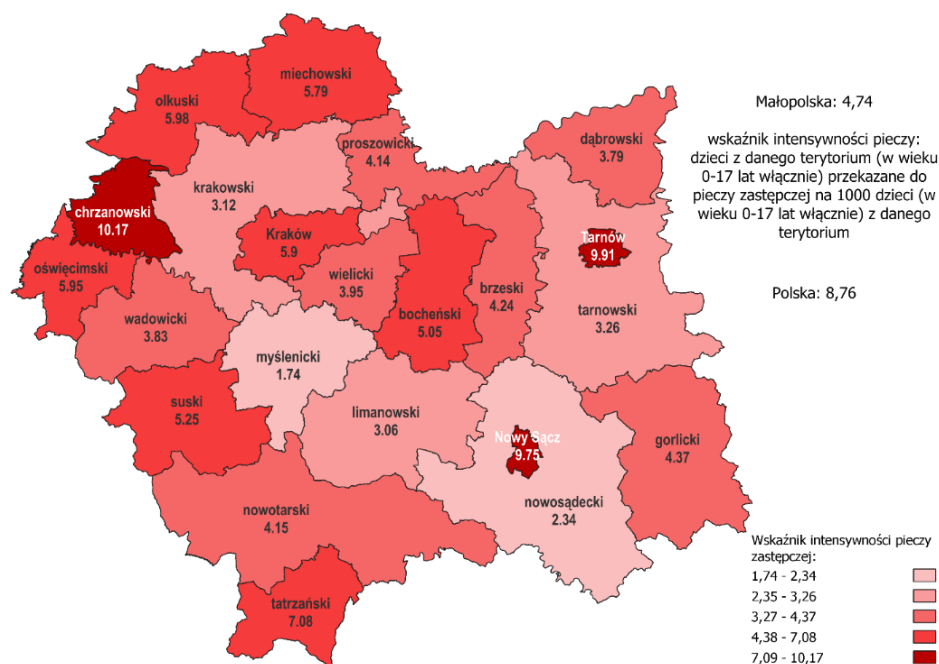 miechowski
5.79
olkuski
5.98
Małopolska: 4,74
proszowicki
4.14
dąbrowski
3.79
wskaźnik intensywności pieczy:
dzieci z danego terytorium (w wieku
0-17 lat włącznie) przekazane do
pieczy zastępczej na 1000 dzieci (w
wieku 0-17 lat włącznie) z danego
terytorium
krakowski
3.12
chrzanowski
10.17
Kraków
5.9
Tarnów
9.91
oświęcimski
5.95
wielicki
3.95
bocheński
5.05
brzeski
4.24
Polska: 8,76
tarnowski
3.26
wadowicki
3.83
myślenicki
1.74
suski
5.25
limanowski
3.06
Nowy Sącz
9.75
gorlicki
4.37
nowosądecki
2.34
nowotarski
4.15
tatrzański
7.08
Wskaźnik intensywności pieczy
zastępczej:
1,74 - 2,34
2,35 - 3,26
3,27 - 4,37
4,38 - 7,08
7,09 - 10,17